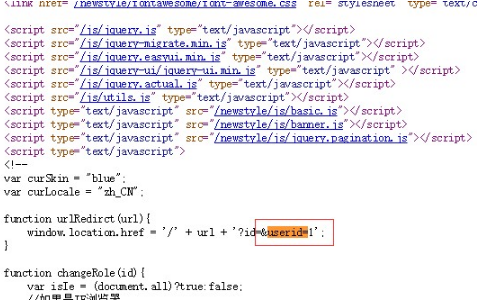 <link href="/newstyle/fontawesome/font-awesome.css" rel="stylesheet" type="text/c
<script src="/js/jquery.js" type="text/javascript"></script>
<script src="/js/jquery-migrate.min.js" type="text/javascript"></script>
<script src="/js/jquery.easyui.min.js" type="text/javascript"></script>
<script src="/js/jquery-ui/jquery-ui.min.js" type="text/javascript" ></script>
<script src="/js/jquery.actual.js" type="text/javascript"></script>
<script src="/js/utils.js" type="text/javascript"></script>
<script type="text/javascript" src="/newstyle/js/basic.js"></script>
<script type="text/javascript" src="/newstyle/js/banner.js"></script>
<script type="text/javascript" src="/newstyle/js/jquery.pagination.js"></script>
<script type="text/javascript">
<!--
var curSkin = "blue";
var curLocale = "zh_CN";
function urlRedirct(url){
window.location.href = '/' + url + '?id=&userid=1';
}
function changeRole(id){
var isIe = (document.all)?true:false;
//如果是IE浏览器